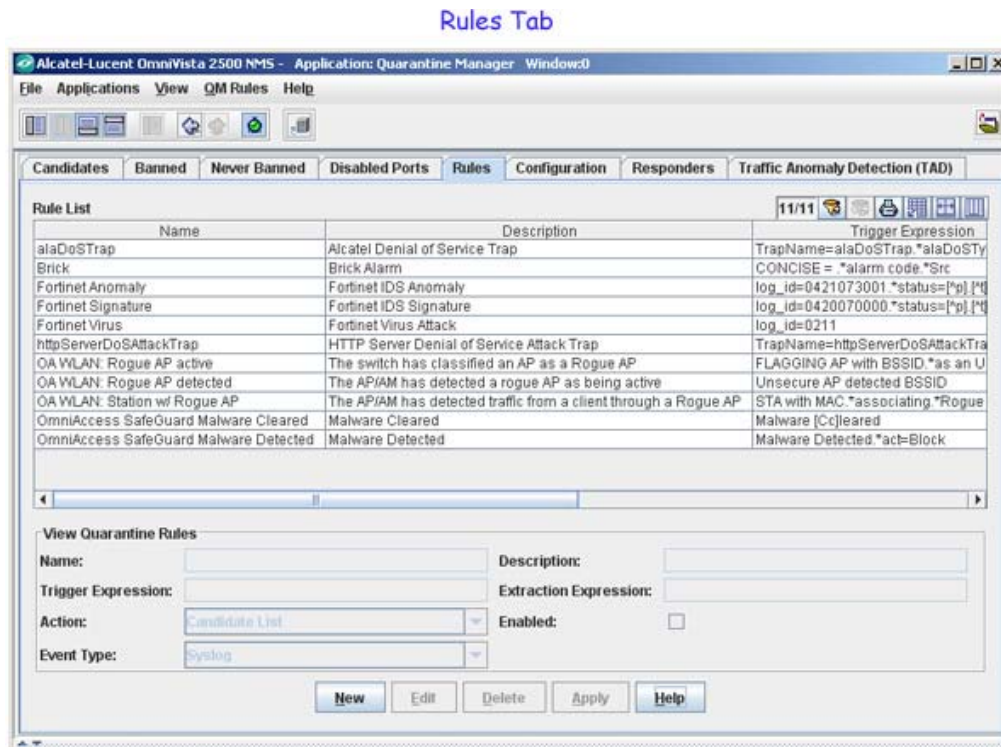 Rules Tab
Alcatel-Lucent OmniVista 2500 NMS - Application: Quarantine Manager Window:0
File Applications View QM Rules Help
Candidates Banned Never Banned Disabled Ports Rules Configuration Responders Traffic Anomaly Detection (TAD)
Rule List 11/11
Name Description Trigger Expression
alaDoSTrap Alcatel Denial of Service Trap TrapName=alaDoSTrap.*alaDoSTy
Brick Brick Alarm CONCISE = .*alarm code.*Src
Fortinet Anomaly Fortinet IDS Anomaly log_id=0421073001.*status=[^p].[^t]
Fortinet Signature Fortinet IDS Signature log_id=0420070000.*status=[^p].[^t]
Fortinet Virus Fortinet Virus Attack log_id=0211
httpServerDoSAttackTrap HTTP Server Denial of Service Attack Trap TrapName=httpServerDoSAttackTra
OA WLAN: Rogue AP active The switch has classified an AP as a Rogue AP FLAGGING AP with BSSID.*as an U
OA WLAN: Rogue AP detected The AP/AM has detected a rogue AP as being active Unsecure AP detected BSSID
OA WLAN: Station w/ Rogue AP The AP/AM has detected traffic from a client through a Rogue AP STA with MAC.*associating.*Rogue
OmniAccess SafeGuard Malware Cleared Malware Cleared Malware [Cc]leared
OmniAccess SafeGuard Malware Detected Malware Detected Malware Detected.*act=Block
View Quarantine Rules
Name: Description:
Trigger Expression: Extraction Expression:
Action: Candidate List Enabled:
Event Type: Syslog
New Edit Delete Apply Help